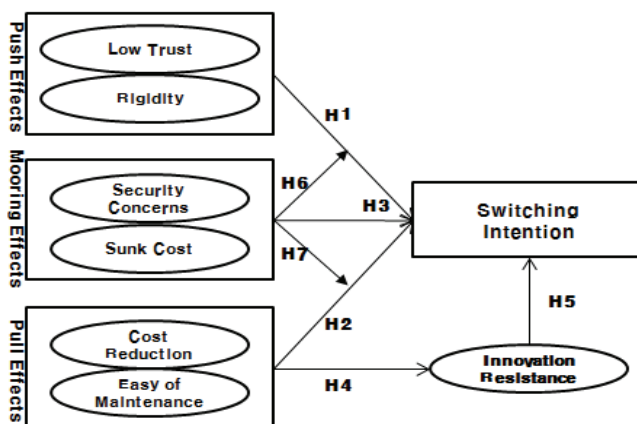 Push Effects
Low Trust
Rigidity
H1
Mooring Effects
Security
Concerns
Sunk Cost
H6
H3
H7
Switching
Intention
Pull Effects
Cost
Reduction
Easy of
Maintenance
H2
H4
H5
Innovation
Resistance